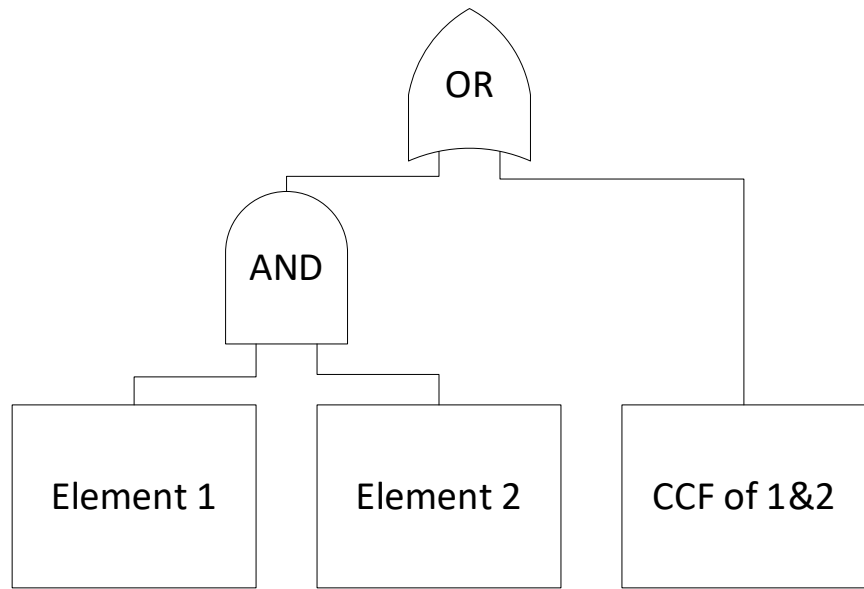 OR
AND
Element 1
Element 2
CCF of 1&2